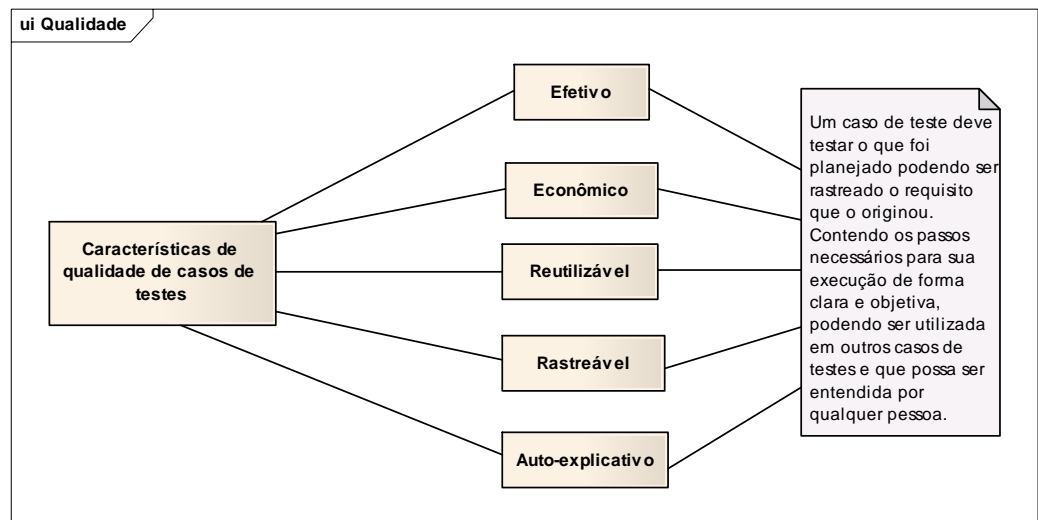 ui Qualidade
Efetivo
Econômico
Características de
qualidade de casos de
testes
Reutilizável
Rastreável
Auto-explicativo
Um caso de teste deve
testar o que foi
planejado podendo ser
rastreado o requisito
que o originou.
Contendo os passos
necessários para sua
execução de forma
clara e objetiva,
podendo ser utilizada
em outros casos de
testes e que possa ser
entendida por
qualquer pessoa.